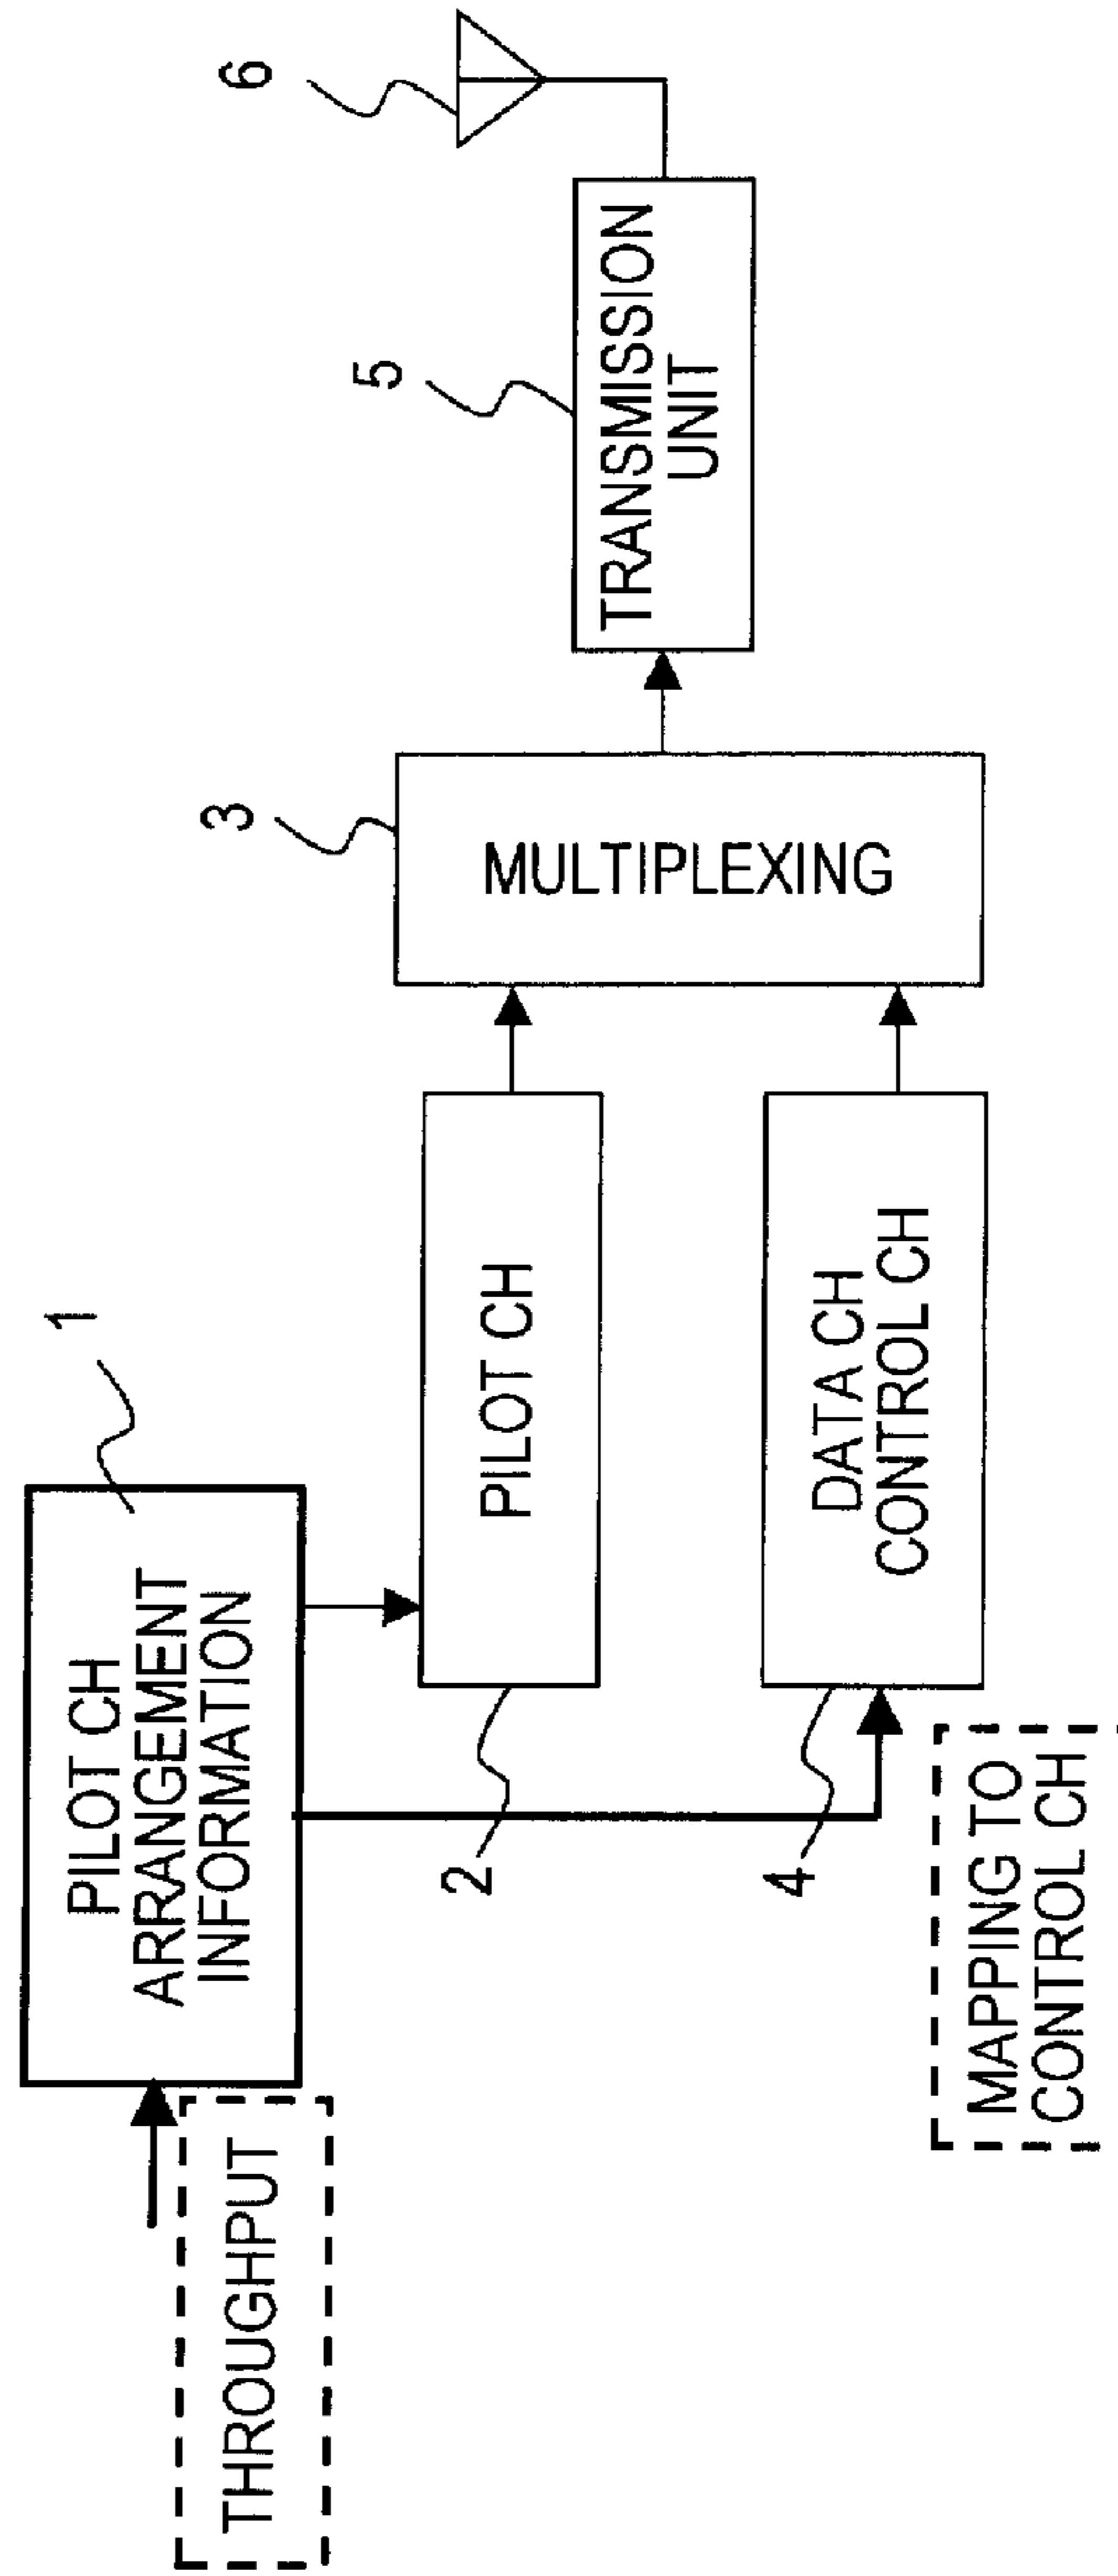 THROUGHPUT
PILOT CH
ARRANGEMENT
INFORMATION
1
2
PILOT CH
4
DATA CH
CONTROL CH
MAPPING TO
CONTROL CH
3
MULTIPLEXING
5
TRANSMISSION
UNIT
6